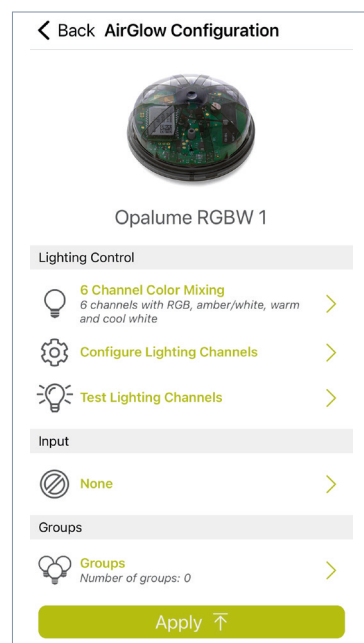 Back AirGlow Configuration
Opalume RGBW 1
Lighting Control
6 Channel Color Mixing
6 channels with RGB, amber/white, warm
and cool white
Configure Lighting Channels
Test Lighting Channels
Input
None
Groups
Groups
Number of groups: 0
Apply